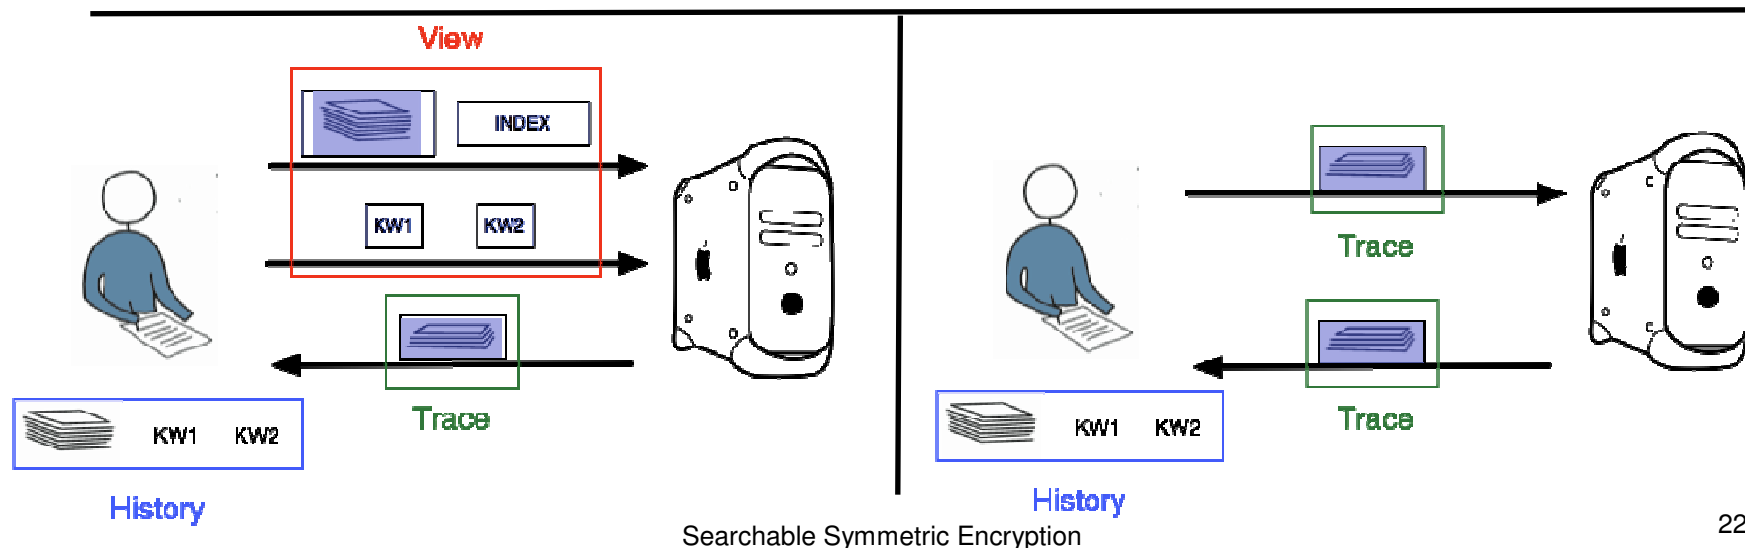 View
INDEX
KW1 KW2
Trace
KW1 KW2
History
Trace
Trace
KW1 KW2
History
Searchable Symmetric Encryption
22